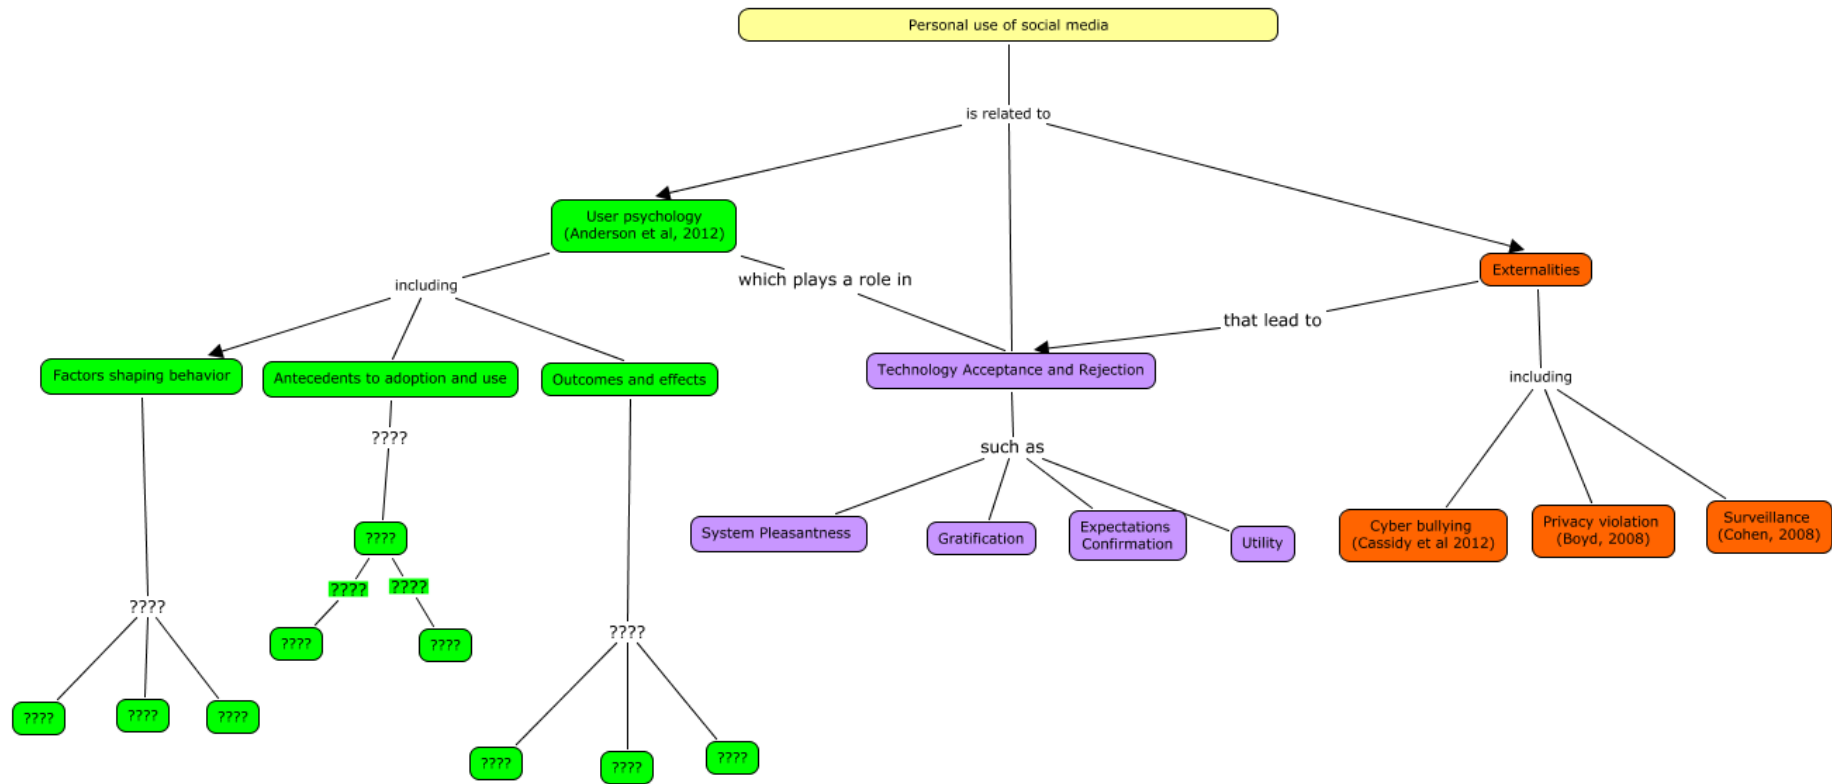 Personal use of social media
is related to
User psychology
(Anderson et al, 2012)
Externalities
including
which plays a role in
that lead to
Factors shaping behavior
Antecedents to adoption and use
Outcomes and effects
Technology Acceptance and Rejection
including
????
such as
System Pleasantness
Gratification
Expectations
Confirmation
Utility
Cyber bullying
(Cassidy et al 2012)
Privacy violation
(Boyd, 2008)
Surveillance
(Cohen, 2008)
????
????
????
????
????
????
????
????
????
????
????
????
????
????